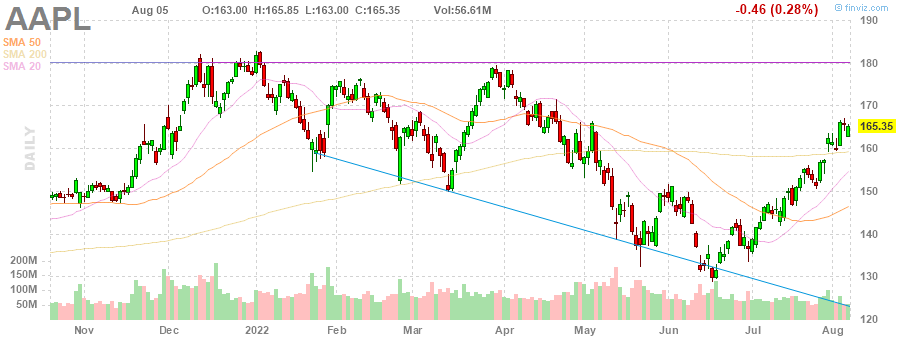 AAPL Aug 05 O:163.00 H:165.85 L:163.00 C:165.35 Vol:56.61M -0.46 (0.28%) © finviz.com
SMA 50
SMA 200
SMA 20
DAILY
190
180
170
165.35
160
150
140
130
120
200M
100M
50M
Nov Dec 2022 Feb Mar Apr May Jun Jul Aug